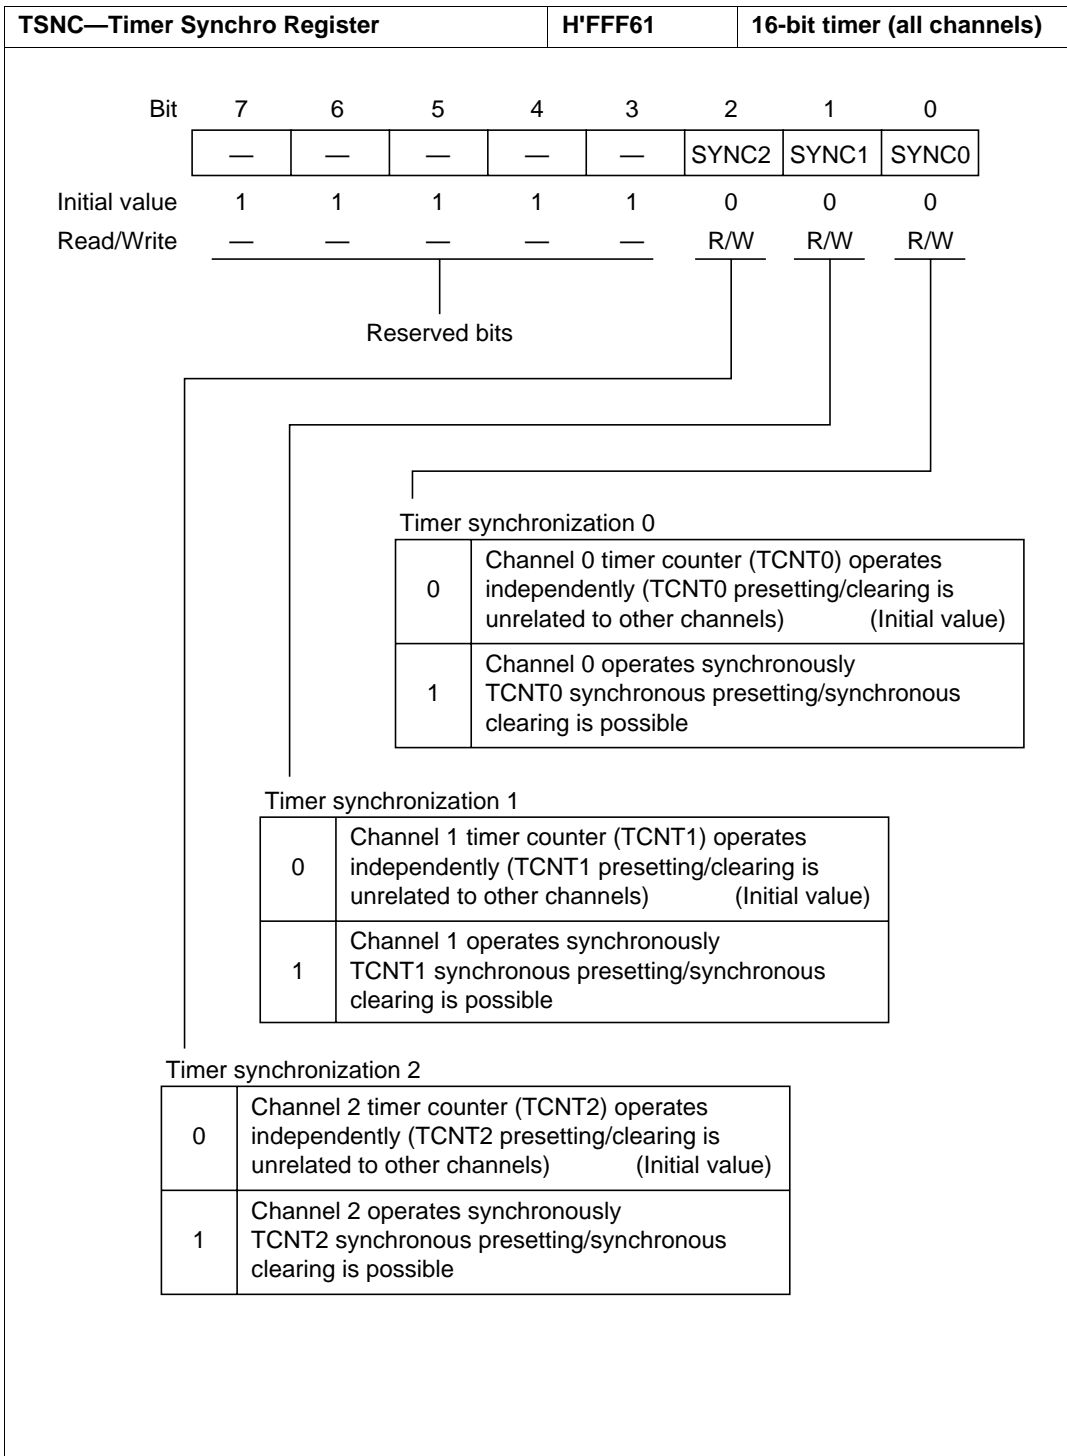 TSNC—Timer Synchro Register H'FFF61 16-bit timer (all channels)
Bit 7 6 5 4 3 2 1 0
— — — — — SYNC2 SYNC1 SYNC0
Initial value 1 1 1 1 1 0 0 0
Read/Write — — — — — R/W R/W R/W
Reserved bits
Timer synchronization 0
0 Channel 0 timer counter (TCNT0) operates
independently (TCNT0 presetting/clearing is
unrelated to other channels) (Initial value)
1 Channel 0 operates synchronously
TCNT0 synchronous presetting/synchronous
clearing is possible
Timer synchronization 1
0 Channel 1 timer counter (TCNT1) operates
independently (TCNT1 presetting/clearing is
unrelated to other channels) (Initial value)
1 Channel 1 operates synchronously
TCNT1 synchronous presetting/synchronous
clearing is possible
Timer synchronization 2
0 Channel 2 timer counter (TCNT2) operates
independently (TCNT2 presetting/clearing is
unrelated to other channels) (Initial value)
1 Channel 2 operates synchronously
TCNT2 synchronous presetting/synchronous
clearing is possible